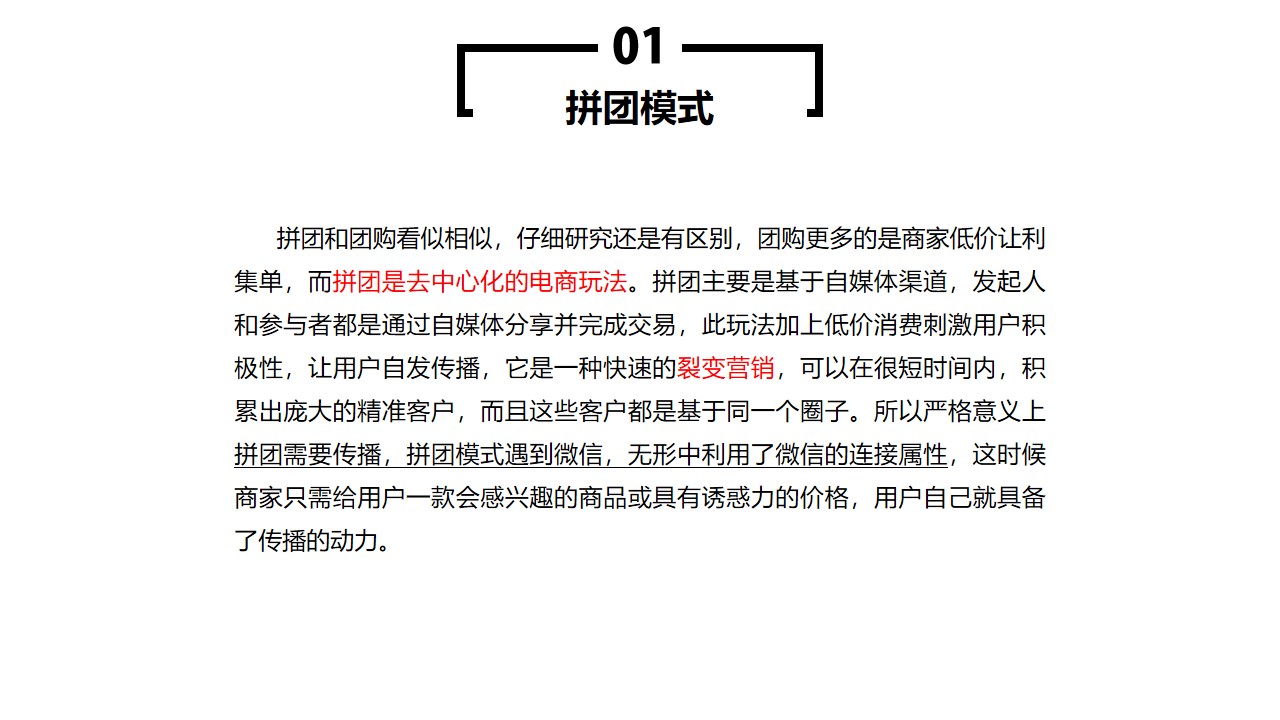 01
拼团模式
拼团和团购看似相似，仔细研究还是有区别，团购更多的是商家低价让利
集单，而拼团是去中心化的电商玩法。拼团主要是基于自媒体渠道，发起人
和参与者都是通过自媒体分享并完成交易，此玩法加上低价消费刺激用户积
极性，让用户自发传播，它是一种快速的裂变营销，可以在很短时间内，积
累出庞大的精准客户，而且这些客户都是基于同一个圈子。所以严格意义上
拼团需要传播，拼团模式遇到微信，无形中利用了微信的连接属性，这时候
商家只需给用户一款会感兴趣的商品或具有诱惑力的价格，用户自己就具备
了传播的动力。